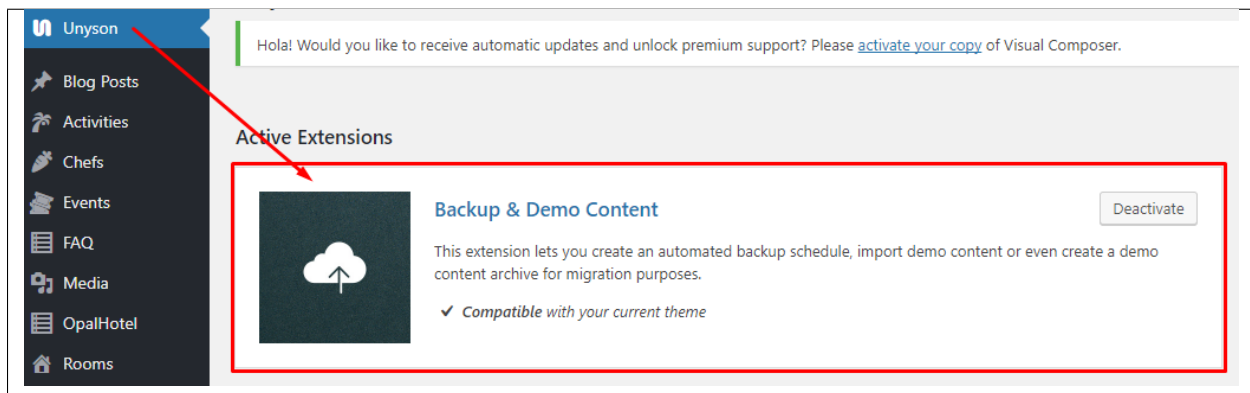 Unyson
Hola! Would you like to receive automatic updates and unlock premium support? Please activate your copy of Visual Composer.
Blog Posts
Activities
Active Extensions
Chefs
Events
Backup & Demo Content
Deactivate
FAQ
This extension lets you create an automated backup schedule, import demo content or even create a demo
content archive for migration purposes.
Media
Compatible with your current theme
OpalHotel
Rooms